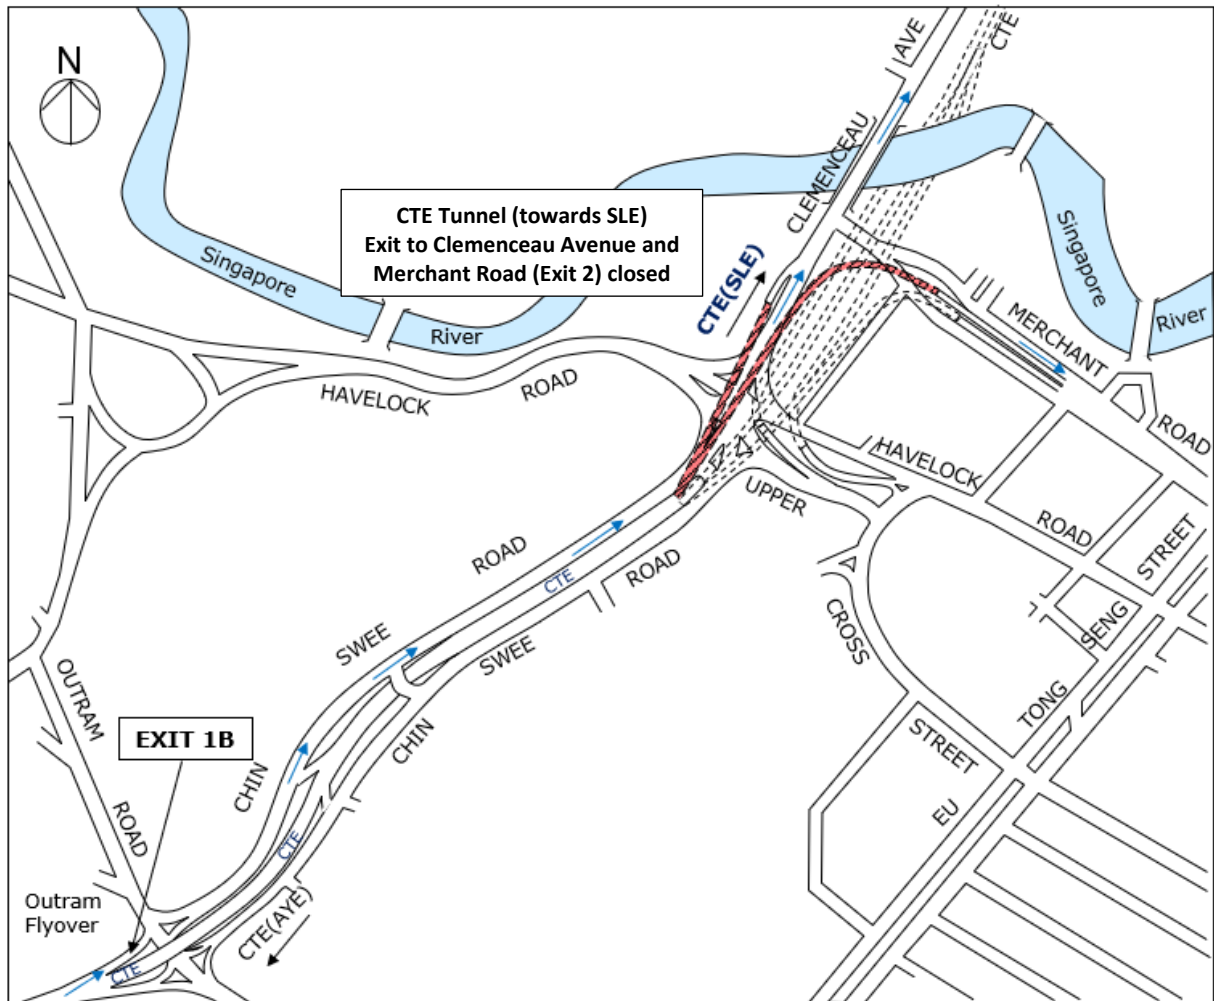 N
AVE
CTE
CLEMENCEAU
CTE Tunnel (towards SLE)
Exit to Clemenceau Avenue and
Merchant Road (Exit 2) closed
Singapore
River
CTE(SLE)
Singapore
River
MERCHANT
ROAD
HAVELOCK
ROAD
HAVELOCK
ROAD
UPPER
CROSS
STREET
ROAD
SWEE
CHIN
CTE
ROAD
SWEE
CHIN
STREET
SENG
TONG
EU
OUTRAM
ROAD
EXIT 1B
CTE
Outram
Flyover
CTE(AYE)
CTE